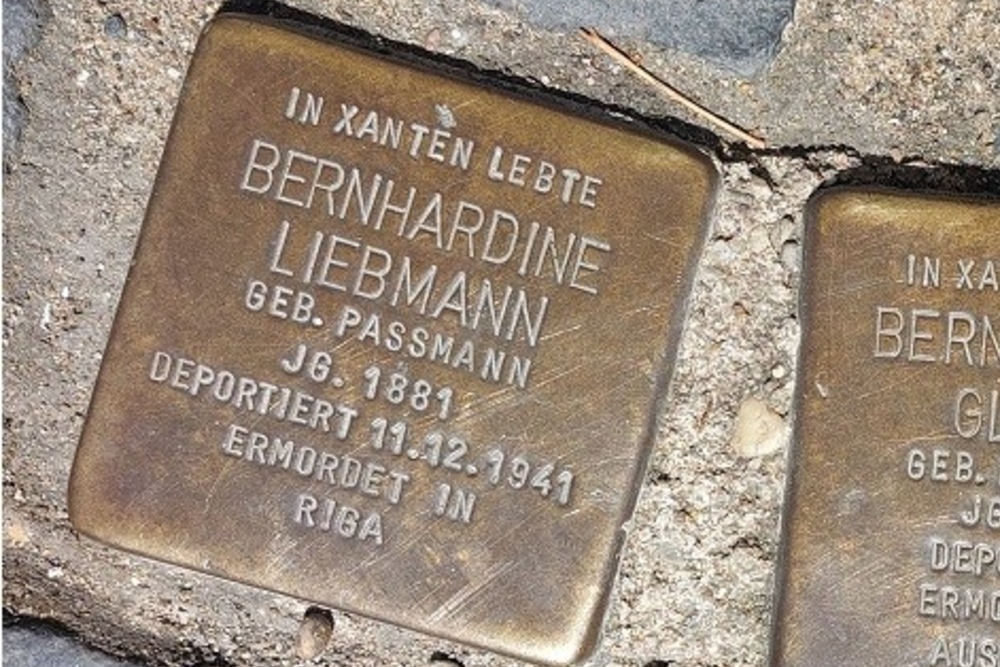 IN XANTEN LEBTE
BERNHARDINE
LIEBMANN
GEB. PASSMANN
JG. 1881
DEPORTIERT 11.12.1941
ERMORDET IN
RIGA
IN XA
BERN
GEB.